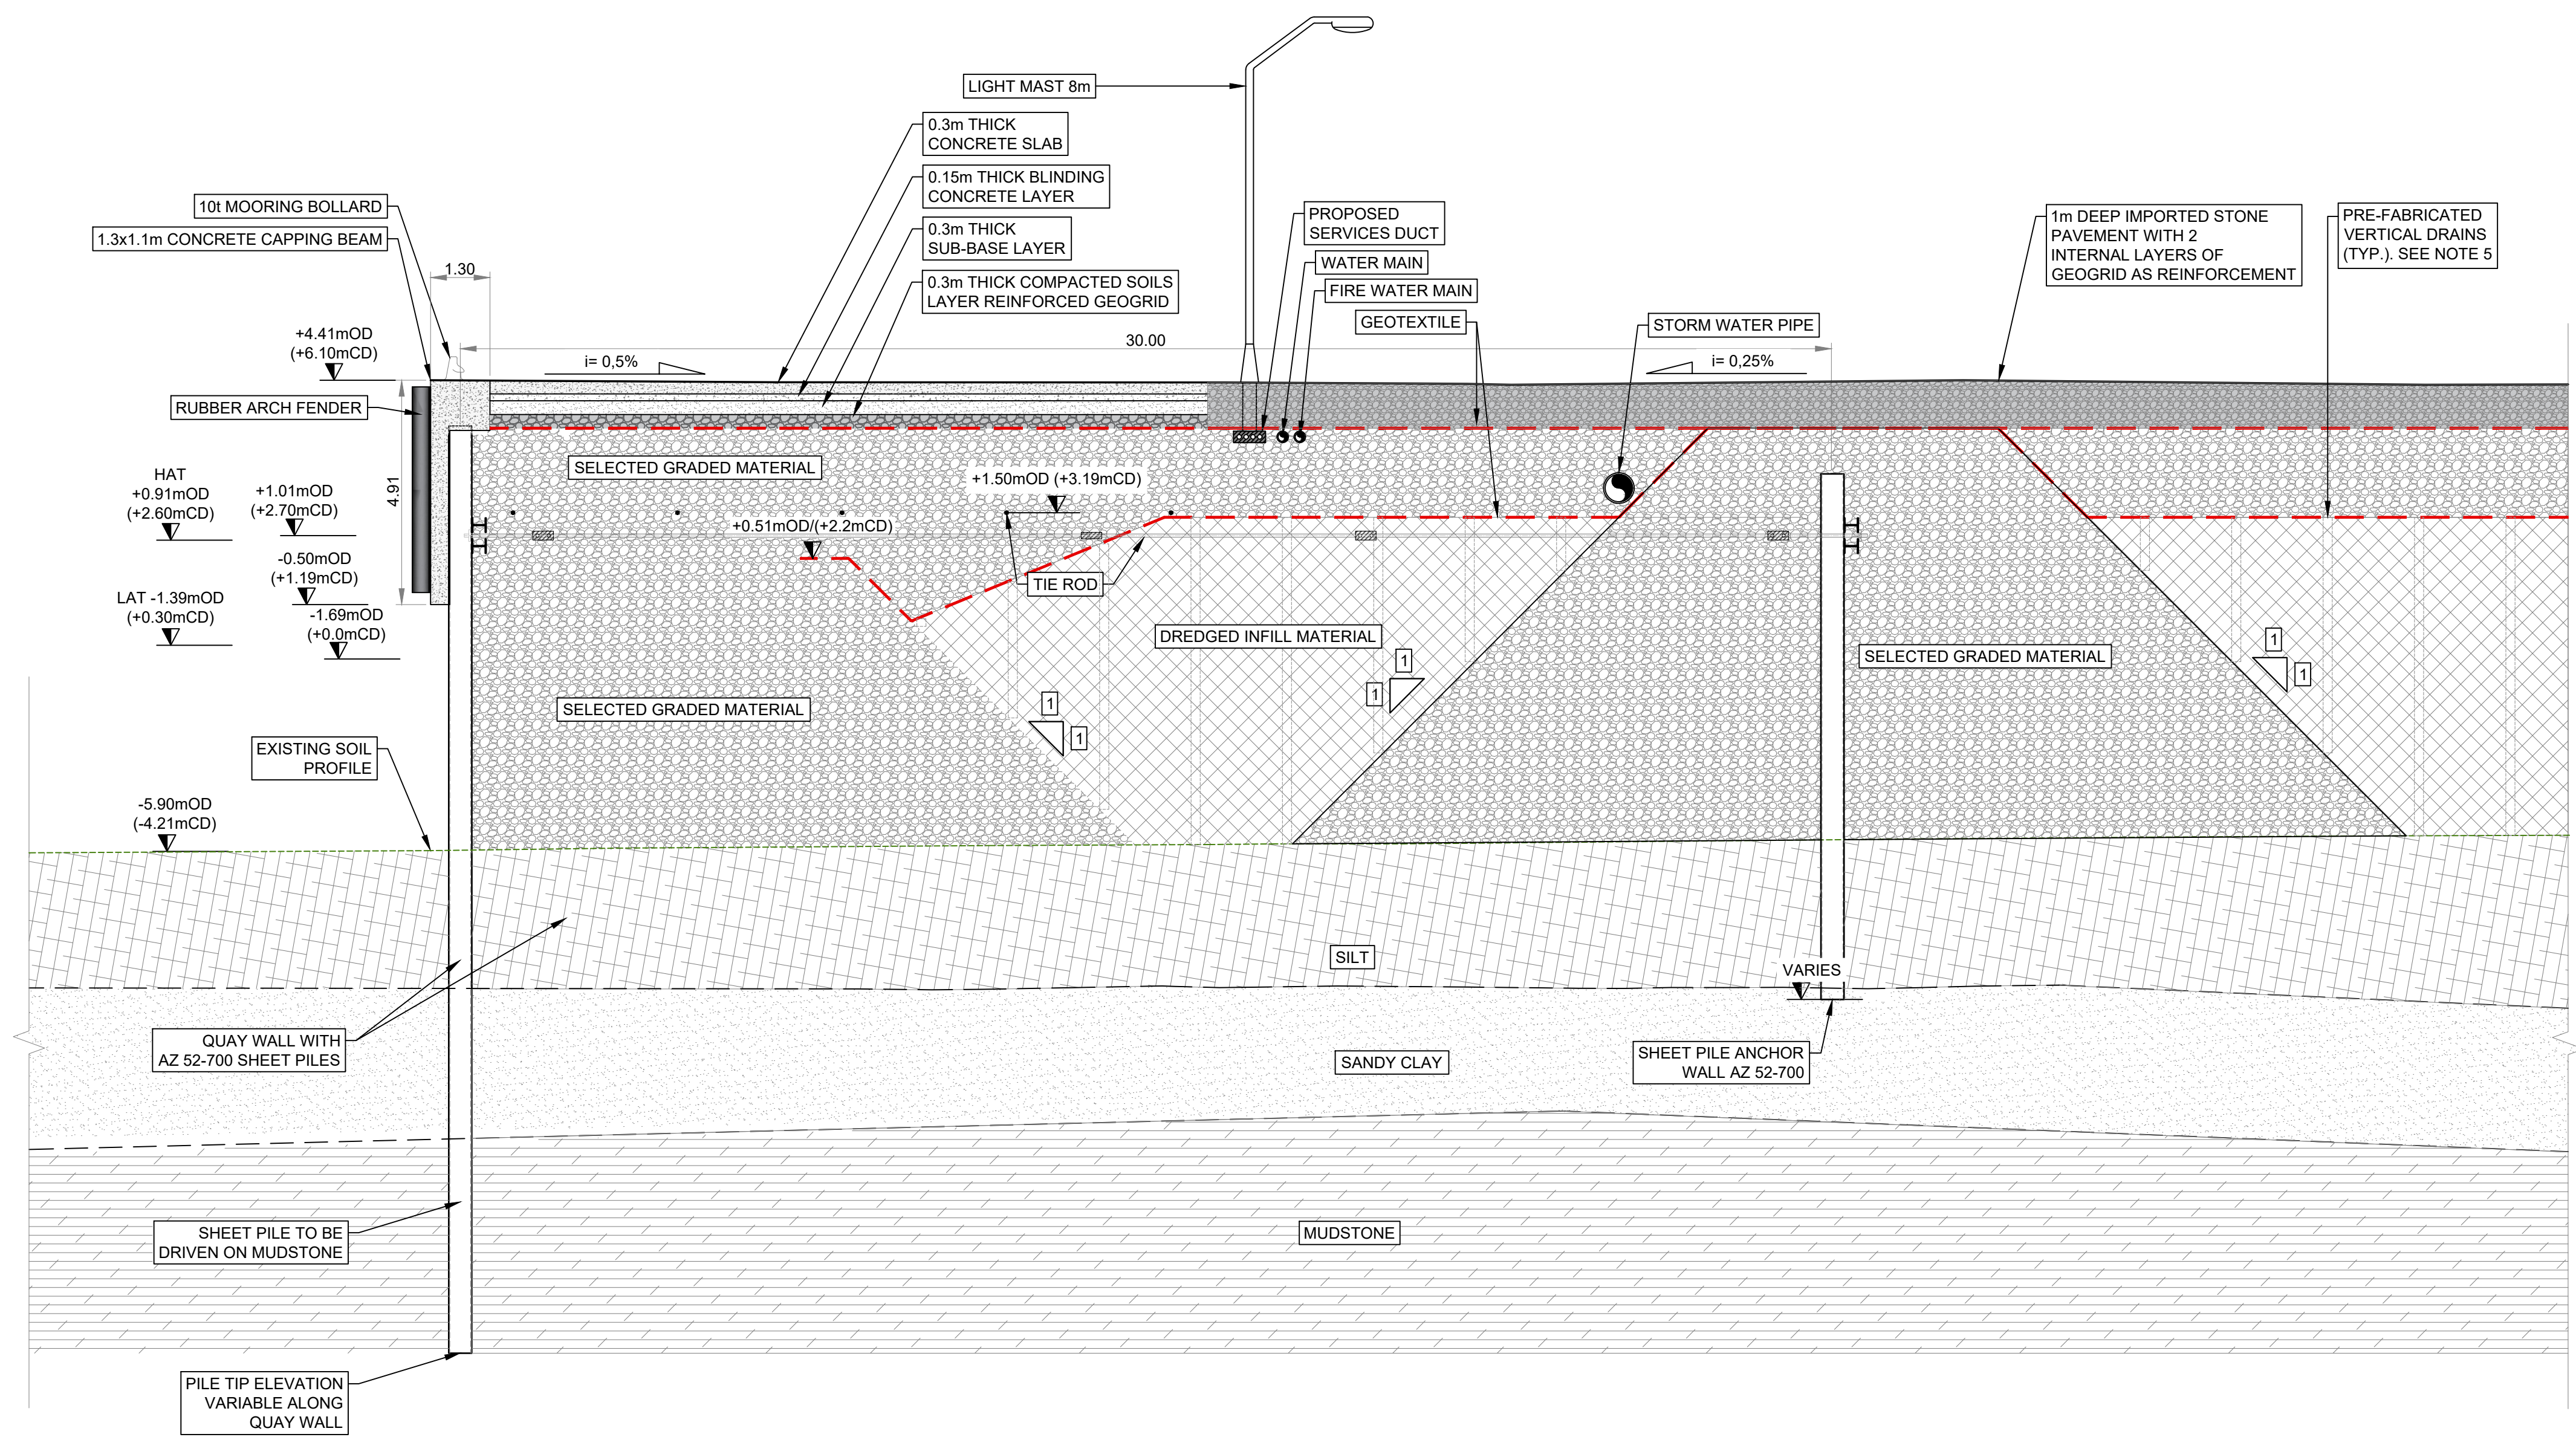 LIGHT MAST 8m
0.3m THICK
CONCRETE SLAB
0.15m THICK BLINDING
CONCRETE LAYER
0.3m THICK
SUB-BASE LAYER
0.3m THICK COMPACTED SOILS
LAYER REINFORCED GEOGRID
10t MOORING BOLLARD
1.3x1.1m CONCRETE CAPPING BEAM
PROPOSED
SERVICES DUCT
WATER MAIN
FIRE WATER MAIN
GEOTEXTILE
STORM WATER PIPE
1m DEEP IMPORTED STONE
PAVEMENT WITH 2
INTERNAL LAYERS OF
GEOGRID AS REINFORCEMENT
PRE-FABRICATED
VERTICAL DRAINS
(TYP.). SEE NOTE 5
1.30
30.00
+4.41mOD
(+6.10mCD)
i= 0,5%
i= 0,25%
RUBBER ARCH FENDER
4.91
SELECTED GRADED MATERIAL
HAT
+0.91mOD
(+2.60mCD)
+1.01mOD
(+2.70mCD)
+1.50mOD (+3.19mCD)
+0.51mOD/(+2.2mCD)
-0.50mOD
(+1.19mCD)
LAT -1.39mOD
(+0.30mCD)
-1.69mOD
(+0.0mCD)
TIE ROD
DREDGED INFILL MATERIAL
SELECTED GRADED MATERIAL
1
1
1
1
1
1
SELECTED GRADED MATERIAL
EXISTING SOIL
PROFILE
-5.90mOD
(-4.21mCD)
SILT
VARIES
QUAY WALL WITH
AZ 52-700 SHEET PILES
SANDY CLAY
SHEET PILE ANCHOR
WALL AZ 52-700
SHEET PILE TO BE
DRIVEN ON MUDSTONE
MUDSTONE
PILE TIP ELEVATION
VARIABLE ALONG
QUAY WALL